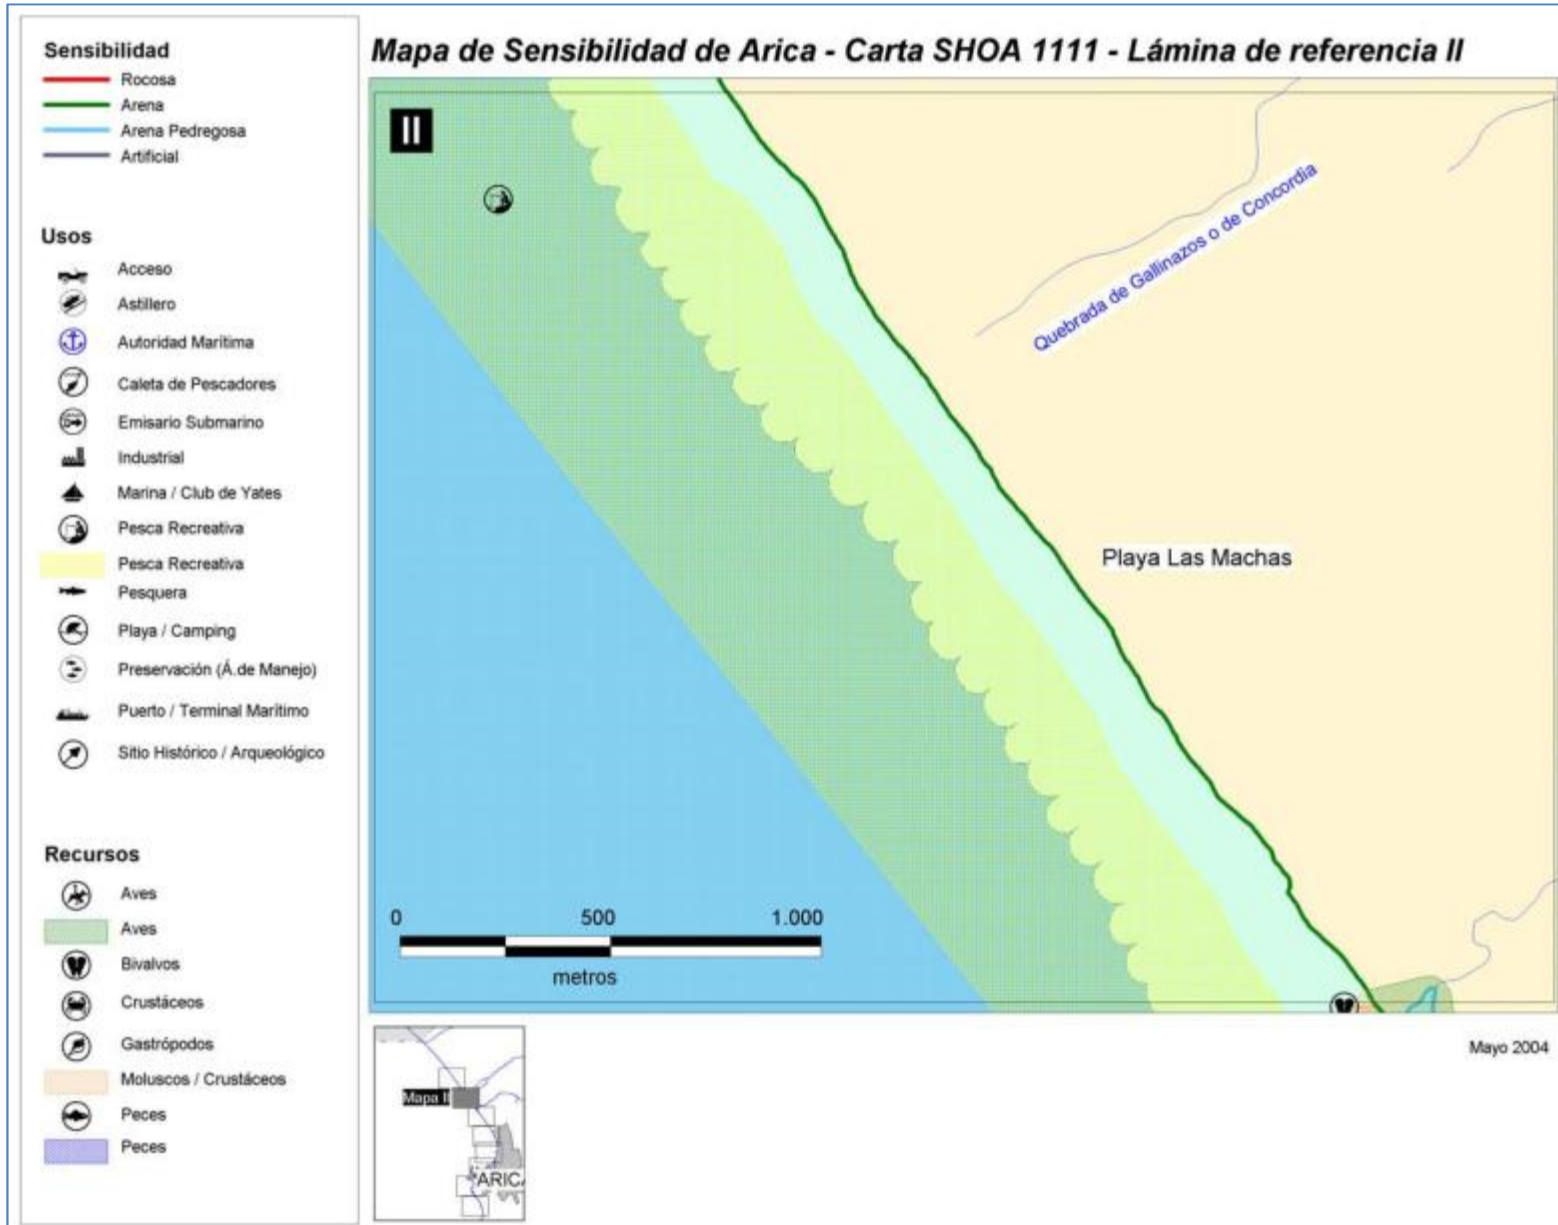 Mapa de Sensibilidad de Arica - Carta SHOA 1111 - Lámina de referencia II
Sensibilidad
Rocosa
Arena
Arena Pedregosa
Artificial
Usos
Acceso
Astillero
Autoridad Marítima
Caleta de Pescadores
Emisario Submarino
Industrial
Marina / Club de Yates
Pesca Recreativa
Pesca Recreativa
Pesquera
Playa / Camping
Preservación (Á.de Manejo)
Puerto / Terminal Marítimo
Sitio Histórico / Arqueológico
Recursos
Aves
Aves
Bivalvos
Crustáceos
Gastrópodos
Moluscos / Crustáceos
Peces
Peces
II
Quebrada de Gallinazos o de Concordia
Playa Las Machas
0 500 1.000
metros
Mayo 2004
Mapa II
ARICA